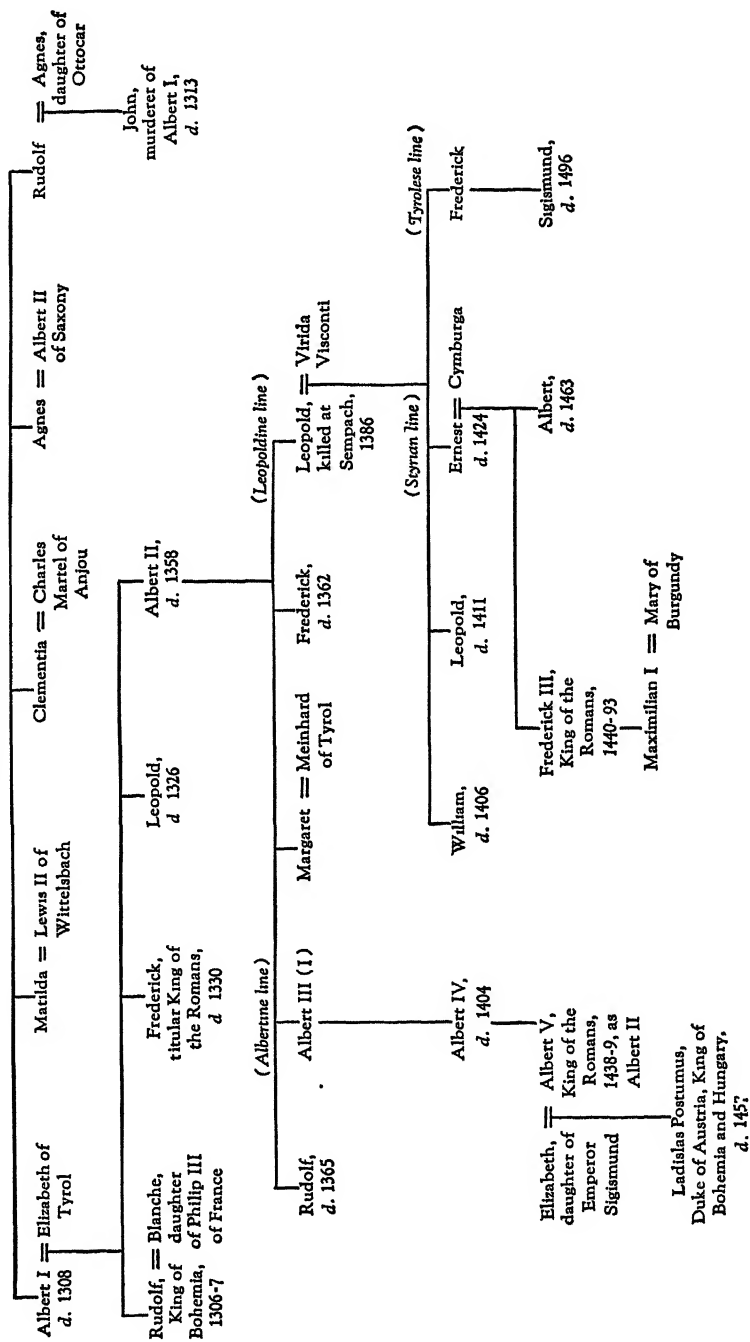 Albert I = Elizabeth of
d. 1308 Tyrol
Matilda = Lewis II of
Wittelsbach
Clementia = Charles
Martel of
Anjou
Agnes = Albert II
of Saxony
Rudolf = Agnes,
daughter of
Ottocar
John,
murderer of
Albert I,
d. 1313
Rudolf, = Blanche,
King of daughter
Bohemia, of Philip III
1306-7 of France
Frederick,
titular King of
the Romans,
d 1330
Leopold,
d 1326
Albert II,
d. 1358
(Albertine line)
(Leopoldine line)
Rudolf,
d. 1365
Albert III (I)
Margaret = Meinhard
of Tyrol
Frederick,
d. 1362
Leopold, = Virida
killed at Visconti
Sempach,
1386
Albert IV,
d. 1404
(Styrian line)
(Tyrolese line)
William,
d. 1406
Leopold,
d. 1411
Ernest = Cymburga
d. 1424
Frederick
Elizabeth, = Albert V,
daughter of King of the
Emperor Romans,
Sigismund 1438-9, as
Albert II
Frederick III,
King of the
Romans,
1440-93
Albert,
d. 1463
Sigismund,
d. 1496
Ladislas Postumus,
Duke of Austria, King of
Bohemia and Hungary,
d. 1457
Maximilian I = Mary of
Burgundy